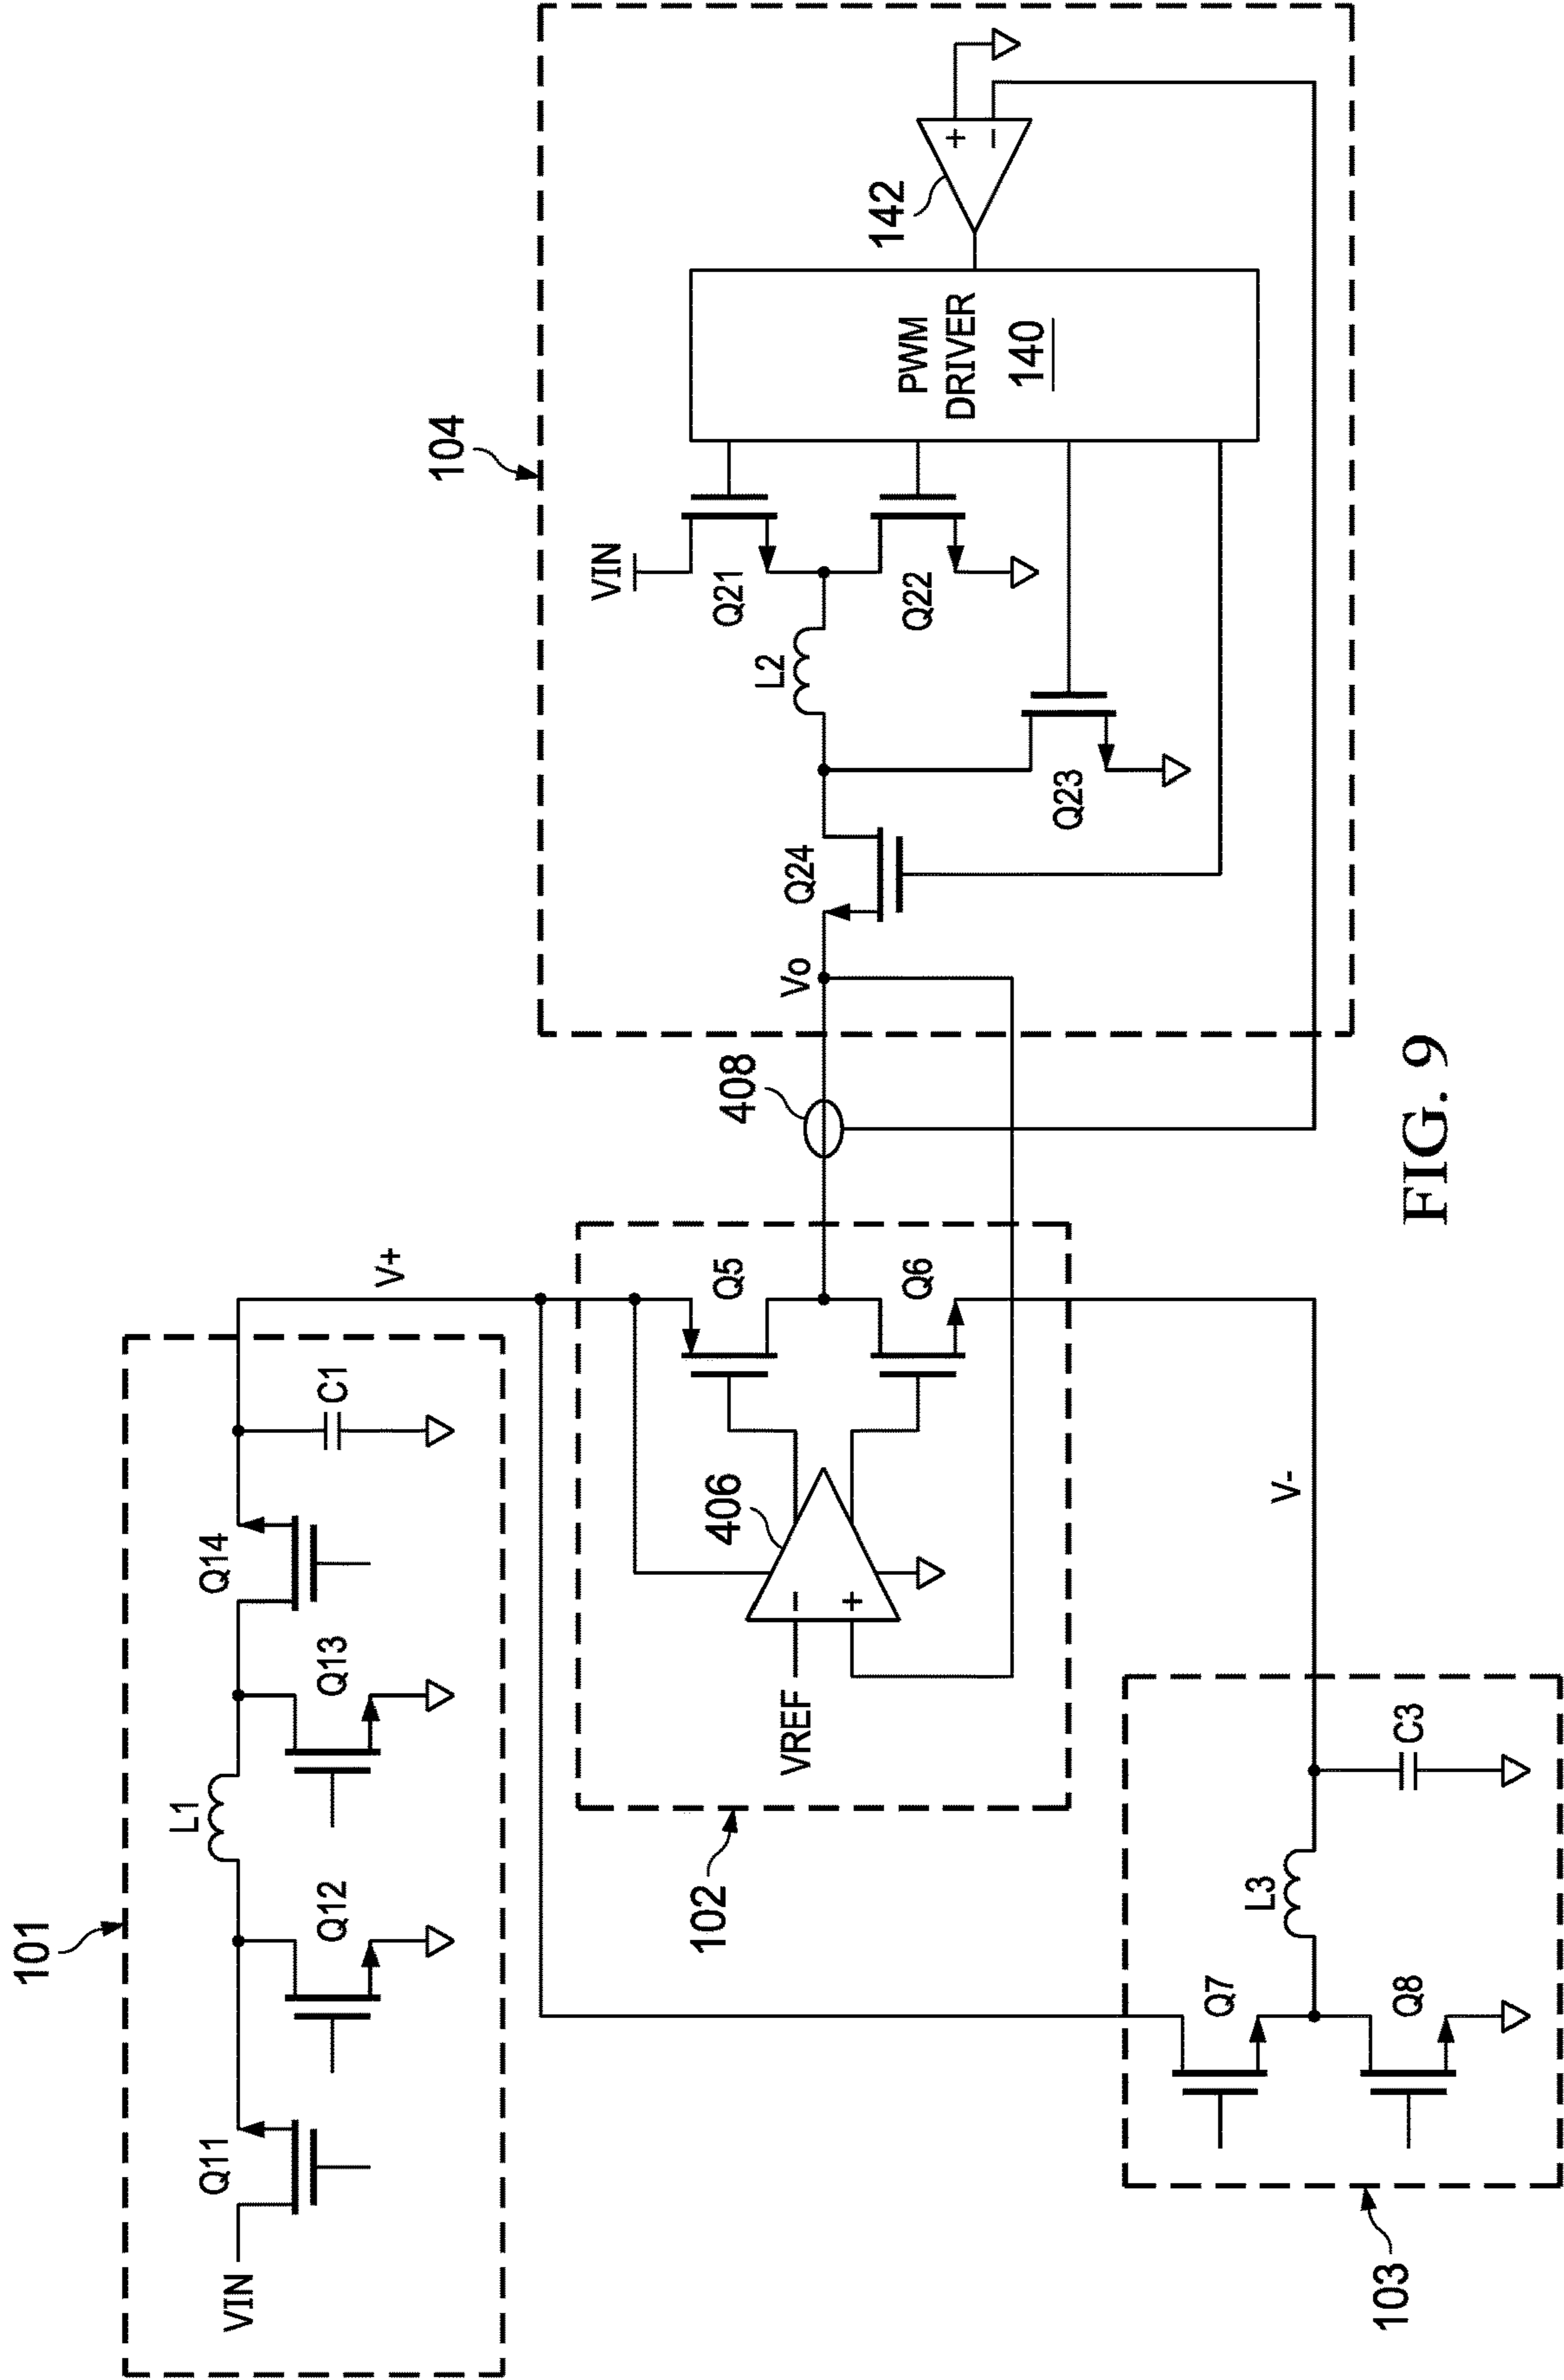 101
VIN
Q11
Q12
L1
Q13
Q14
C1
V+
102
VREF
−
+
406
Q5
Q6
408
Vo
104
VIN
Q21
Q22
L2
Q23
Q24
PWM
DRIVER
140
142
+
−
103
Q7
Q8
L3
C3
V-
FIG. 9